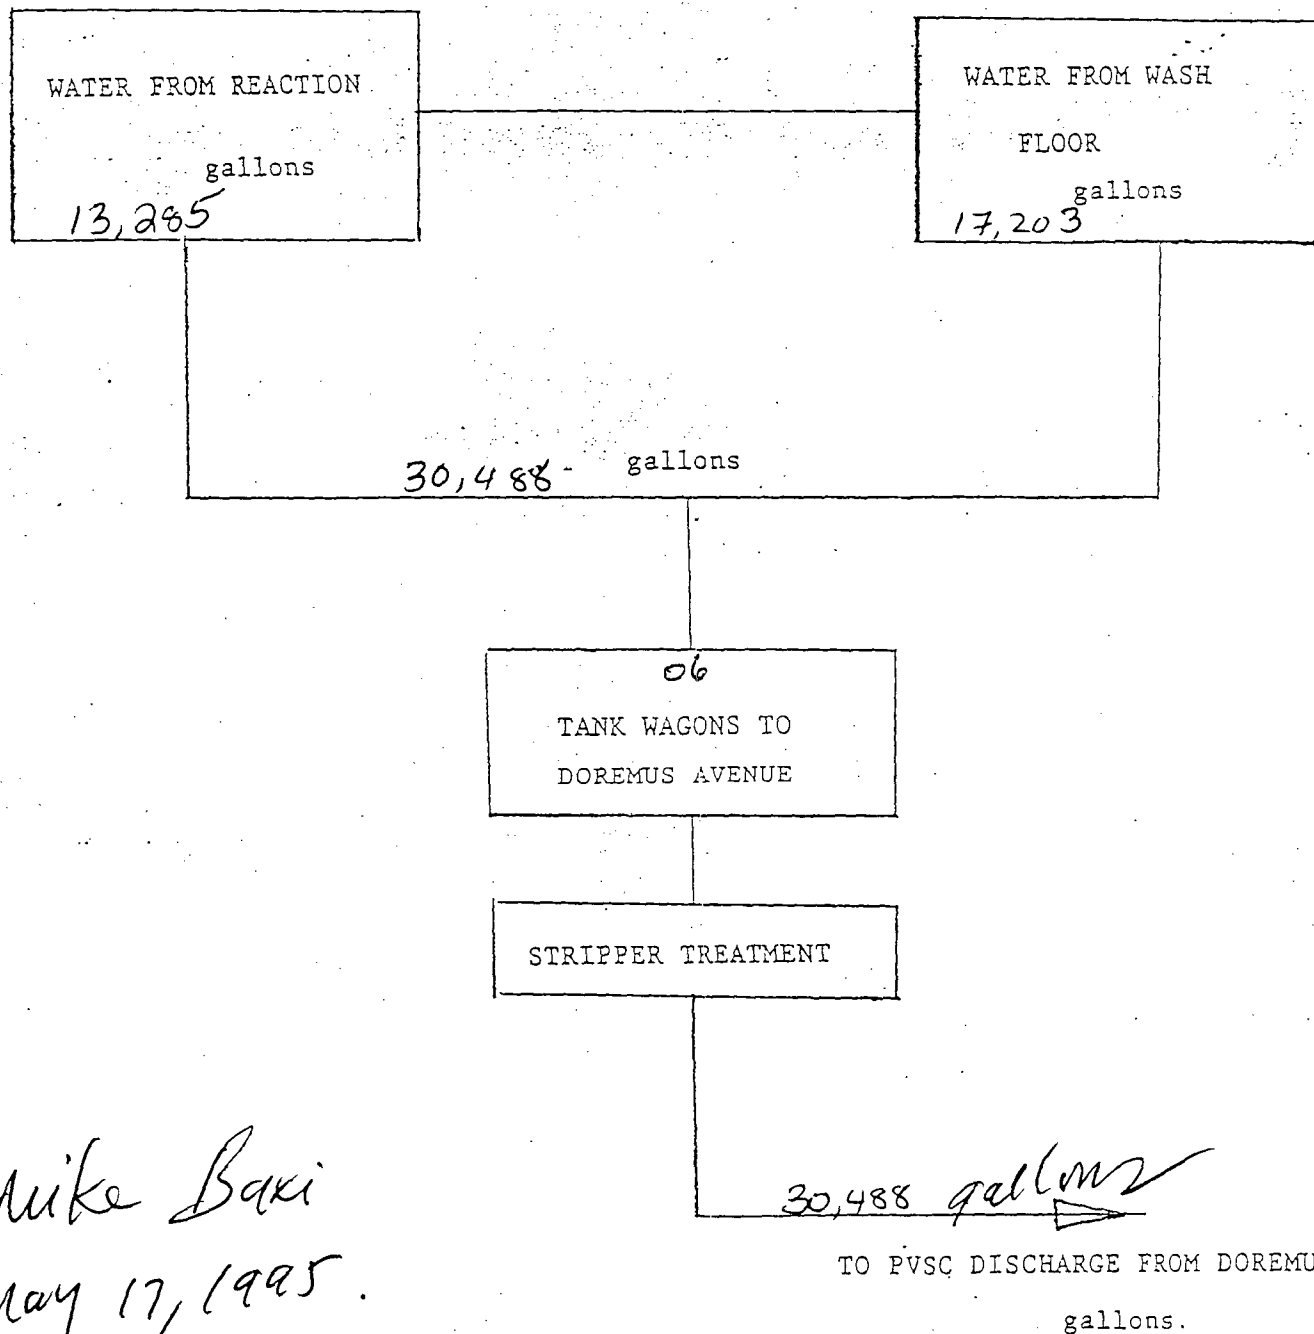 WATER FROM REACTION
gallons
13,285
WATER FROM WASH
FLOOR
gallons
17,203
30,488 gallons
06
TANK WAGONS TO
DOREMUS AVENUE
STRIPPER TREATMENT
30,488 gallons
TO PVSC DISCHARGE FROM DOREMU
gallons.
Mike Baxi
May 17, 1995.